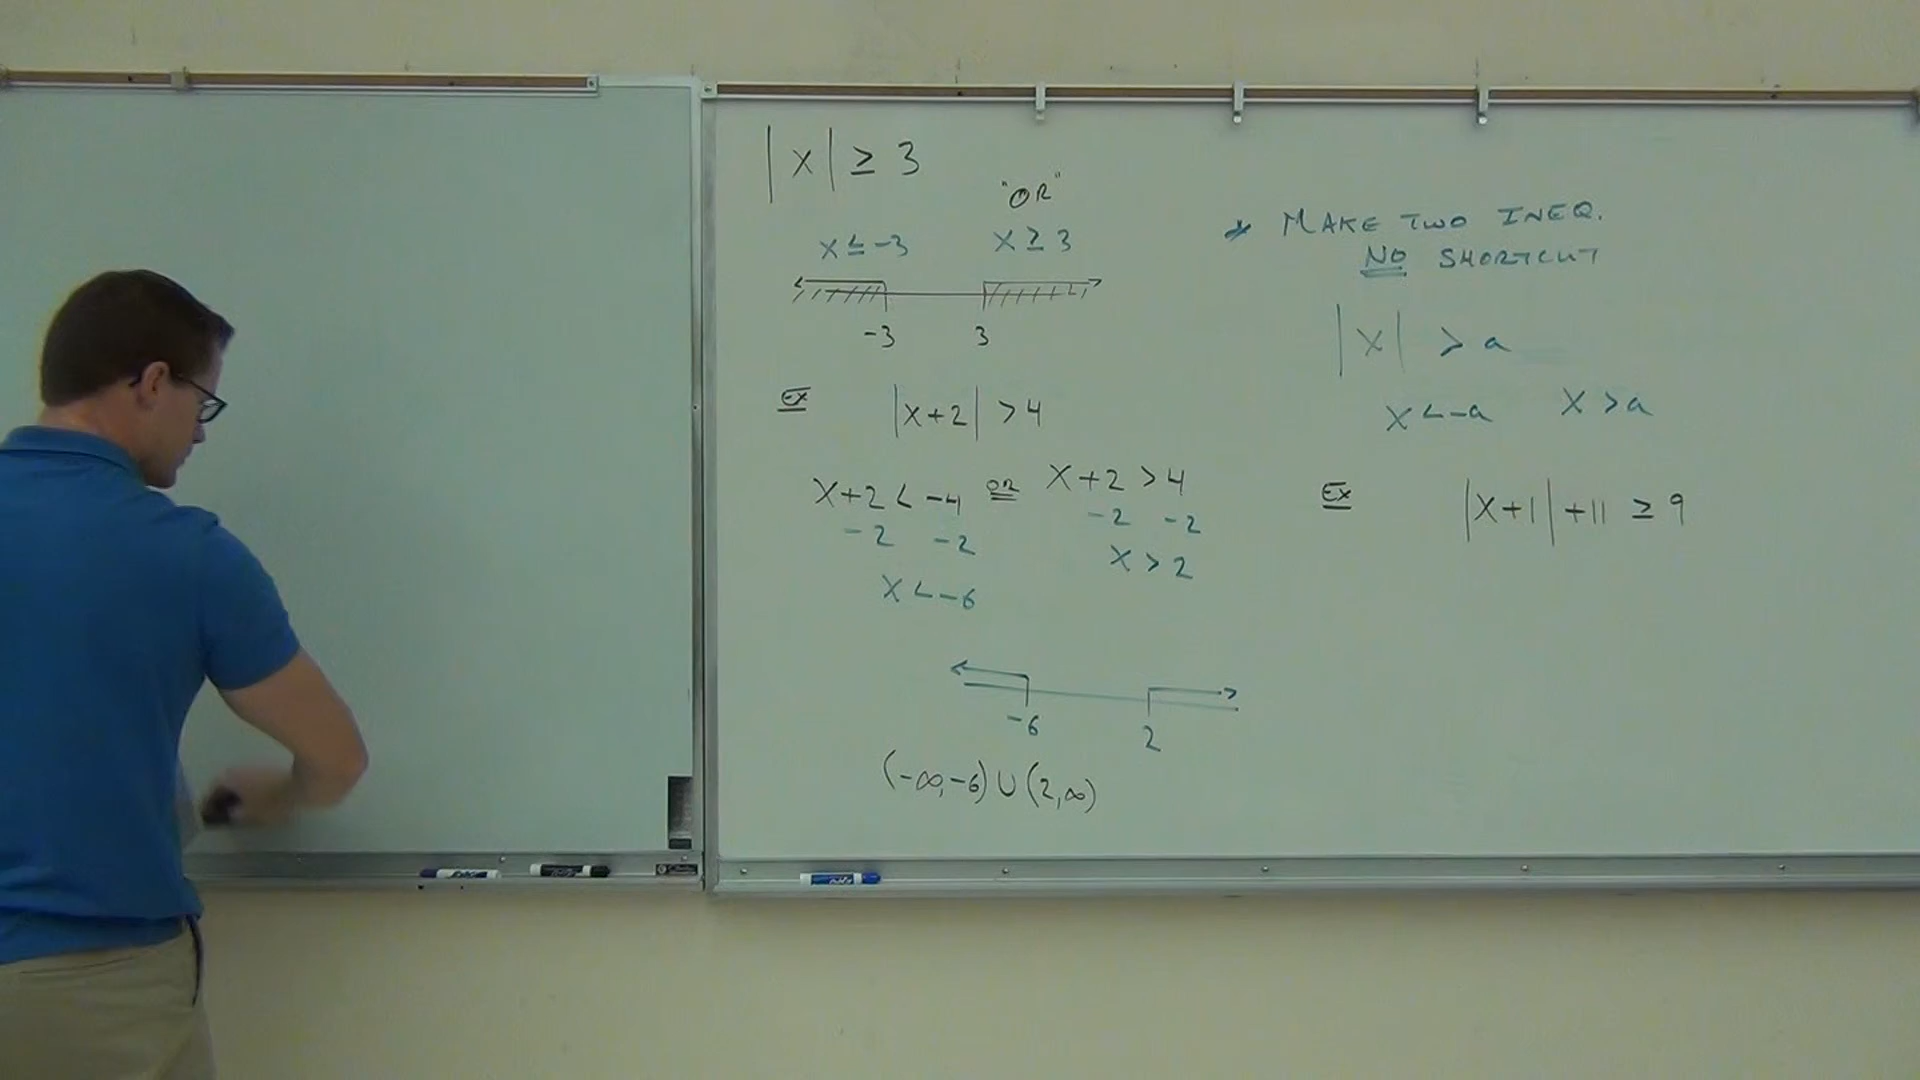 |x| ≥ 3
"OR"
x ≤ -3 x ≥ 3
-3 3
Ex |x+2| > 4
x+2 < -4 or x+2 > 4
-2 -2 -2 -2
x < -6 x > 2
-6 2
(-∞,-6)∪(2,∞)
* MAKE TWO INEQ.
NO SHORTCUT
|x| > a
x < -a x > a
Ex |x+1| +11 ≥ 9